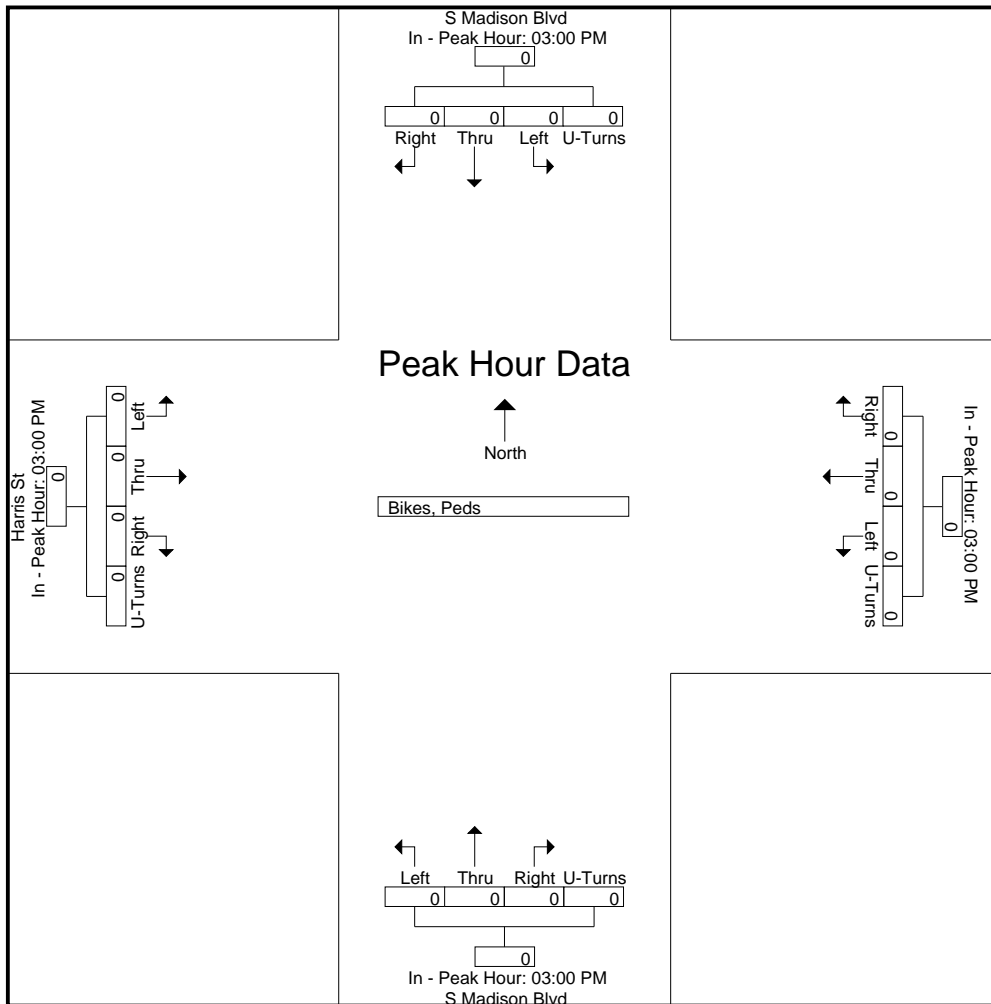 S Madison Blvd
In - Peak Hour: 03:00 PM
0
0 0 0 0
Right Thru Left U-Turns
Peak Hour Data
North
Bikes, Peds
Harris St
In - Peak Hour: 03:00 PM
0
0 0 0 0
Left Thru Right U-Turns
Right Thru Left U-Turns
0 0 0 0
0
In - Peak Hour: 03:00 PM
Left Thru Right U-Turns
0 0 0 0
0
In - Peak Hour: 03:00 PM
S Madison Blvd